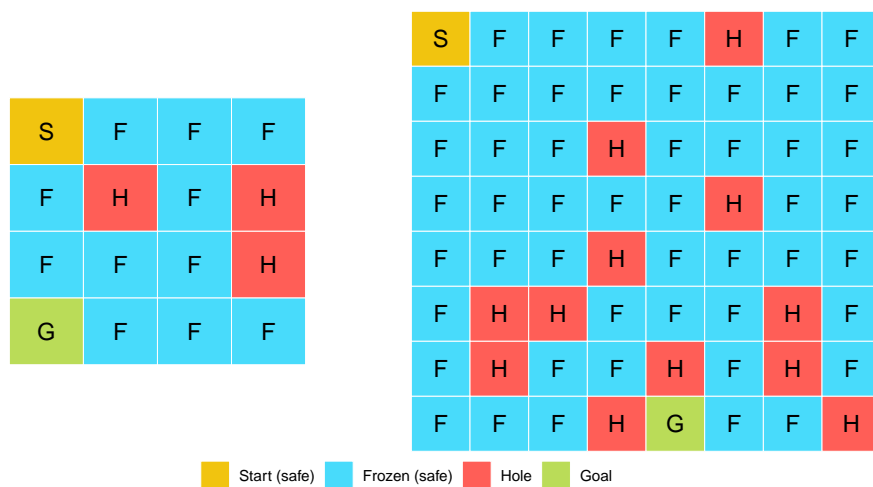 S F F F
F H F H
F F F H
G F F F
S F F F F H F F
F F F F F F F F
F F F H F F F F
F F F F F H F F
F F F H F F F F
F H H F F F H F
F H F F H F H F
F F F H G F F H
Start (safe) Frozen (safe) Hole Goal